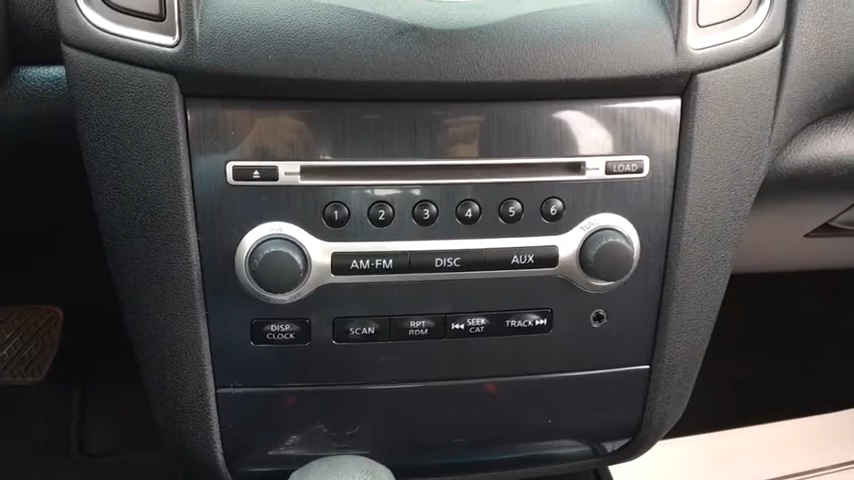 LOAD
1 2 3 4 5 6
AM·FM DISC AUX
DISP
CLOCK
SCAN
RPT
RDM
SEEK
CAT
TRACK